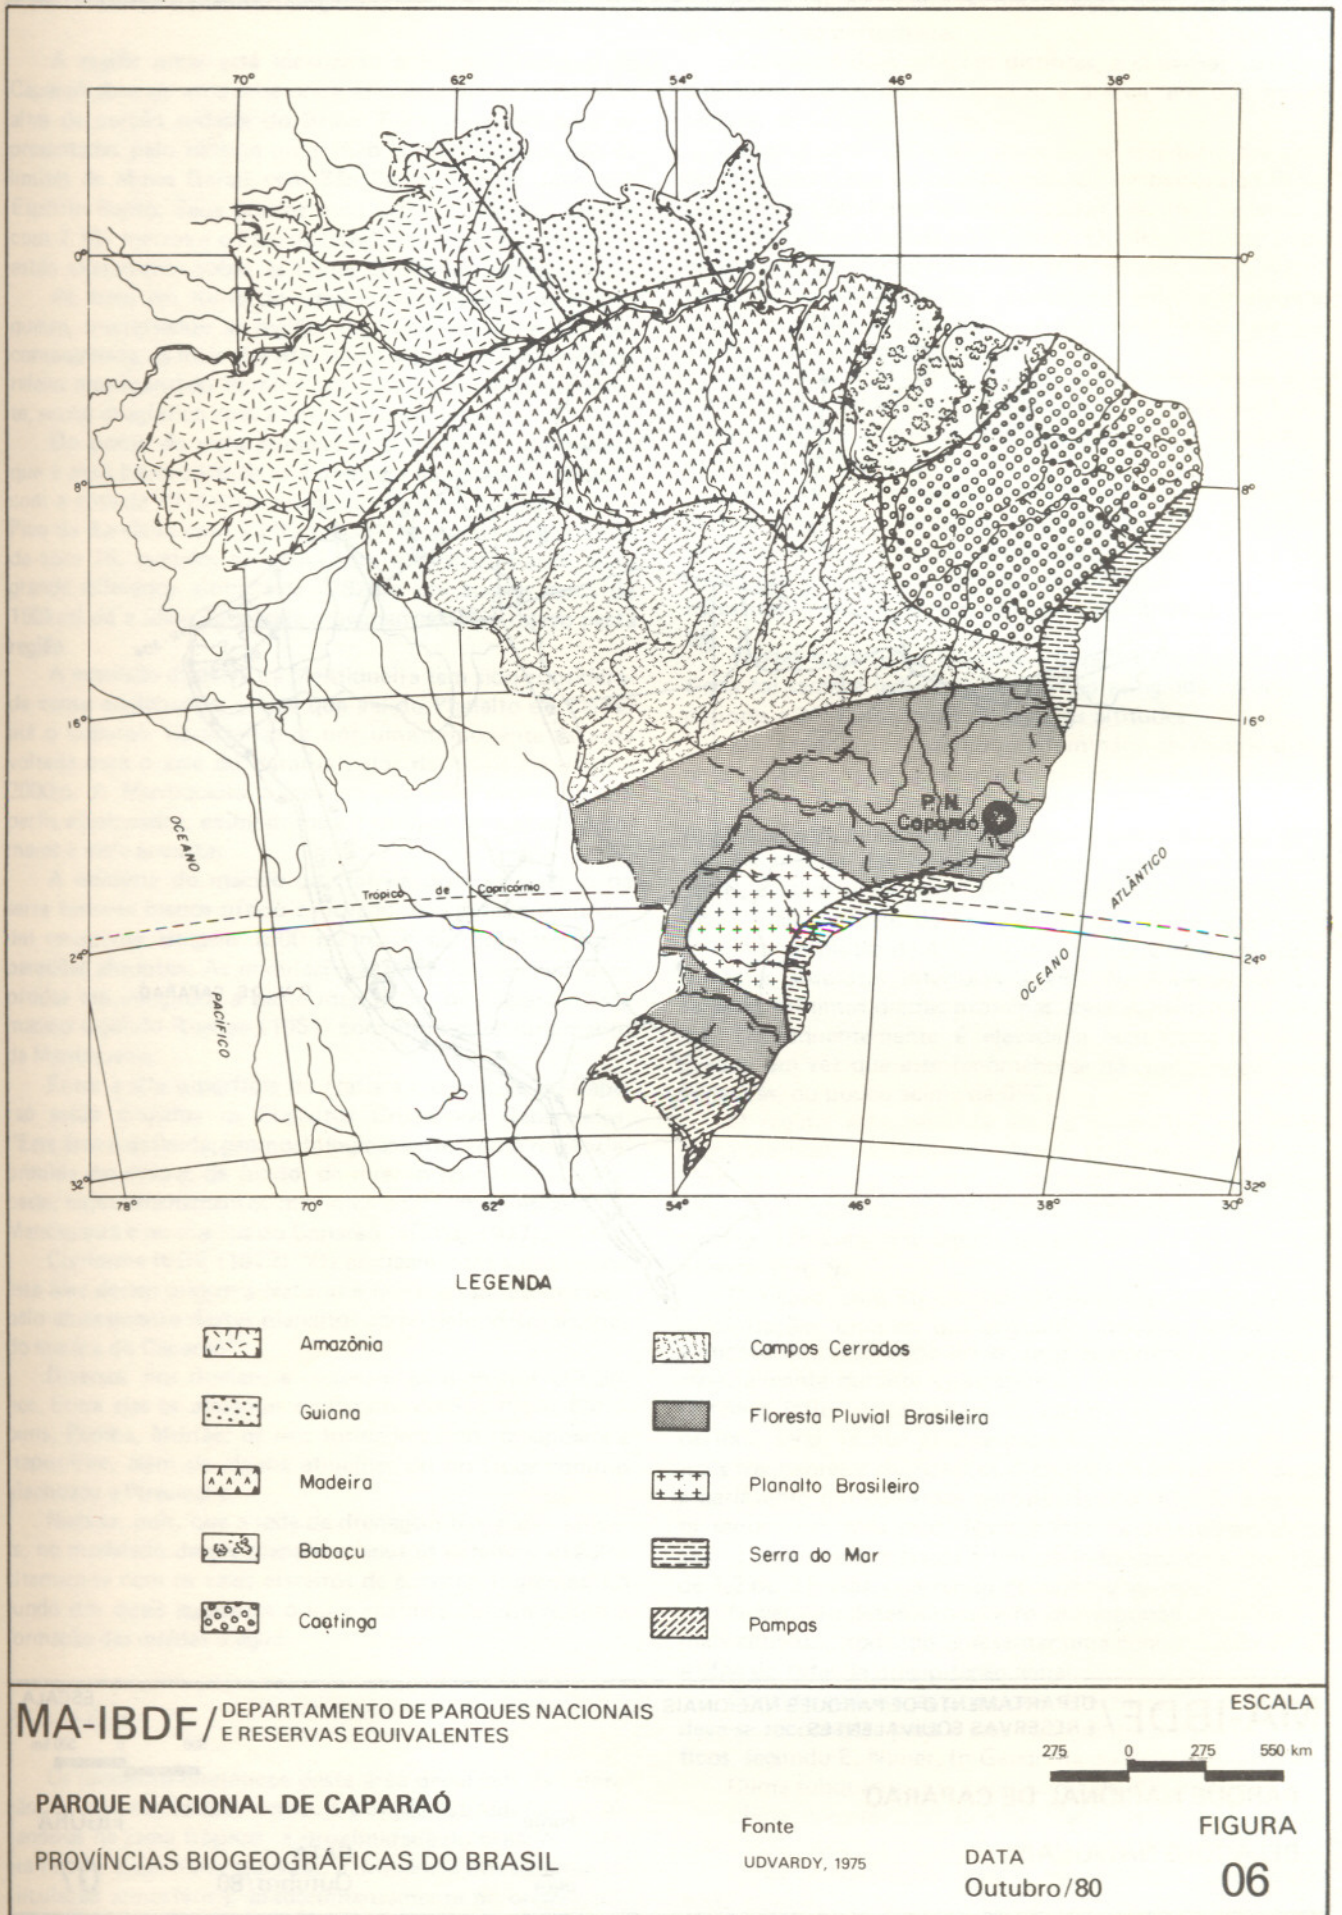 70° 62° 54° 46° 38°
0° 0°
8° 8°
16° 16°
P. N.
Caparaó
OCEANO
PACÍFICO
Tropico de Capricórnio
ATLÂNTICO
OCEANO
24° 24°
32° 32°
78° 70° 62° 54° 46° 38° 30°
LEGENDA
Amazônia
Guiana
Madeira
Babaçu
Caatinga
Campos Cerrados
Floresta Pluvial Brasileira
Planalto Brasileiro
Serra do Mar
Pampas
MA-IBDF/ DEPARTAMENTO DE PARQUES NACIONAIS
E RESERVAS EQUIVALENTES
PARQUE NACIONAL DE CAPARAÓ
PROVÍNCIAS BIOGEOGRÁFICAS DO BRASIL
ESCALA
275 0 275 550 km
Fonte
UDVARDY, 1975
DATA
Outubro/80
FIGURA
06